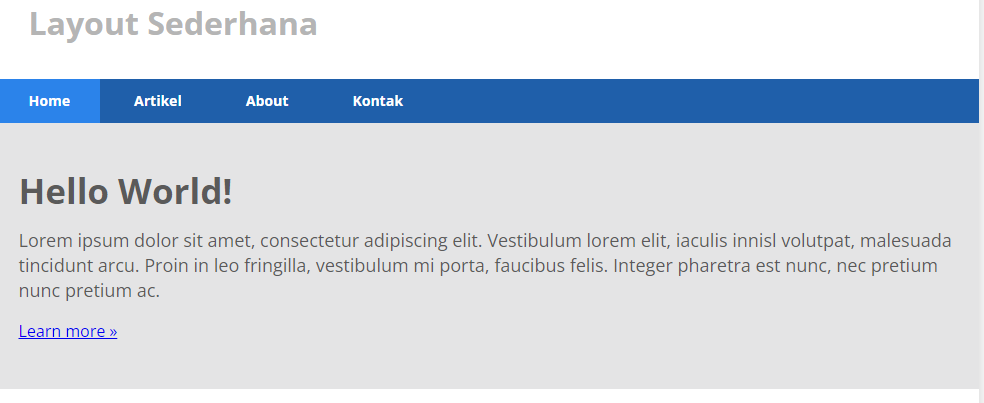 Layout Sederhana
Home Artikel About Kontak
Hello World!
Lorem ipsum dolor sit amet, consectetur adipiscing elit. Vestibulum lorem elit, iaculis innisl volutpat, malesuada
tincidunt arcu. Proin in leo fringilla, vestibulum mi porta, faucibus felis. Integer pharetra est nunc, nec pretium
nunc pretium ac.
Learn more »